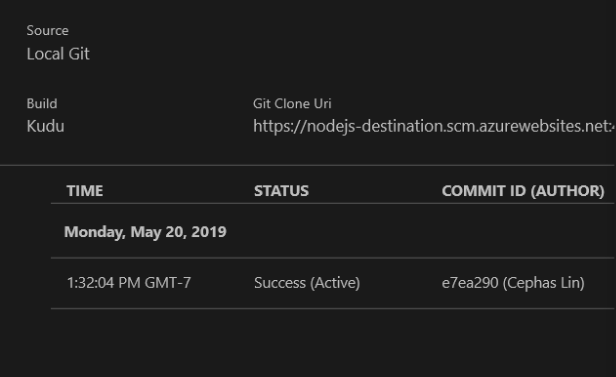 Source
Local Git
Build Git Clone Uri
Kudu https://nodejs-destination.scm.azurewebsites.net:
TIME STATUS COMMIT ID (AUTHOR)
Monday, May 20, 2019
1:32:04 PM GMT-7 Success (Active) e7ea290 (Cephas Lin)